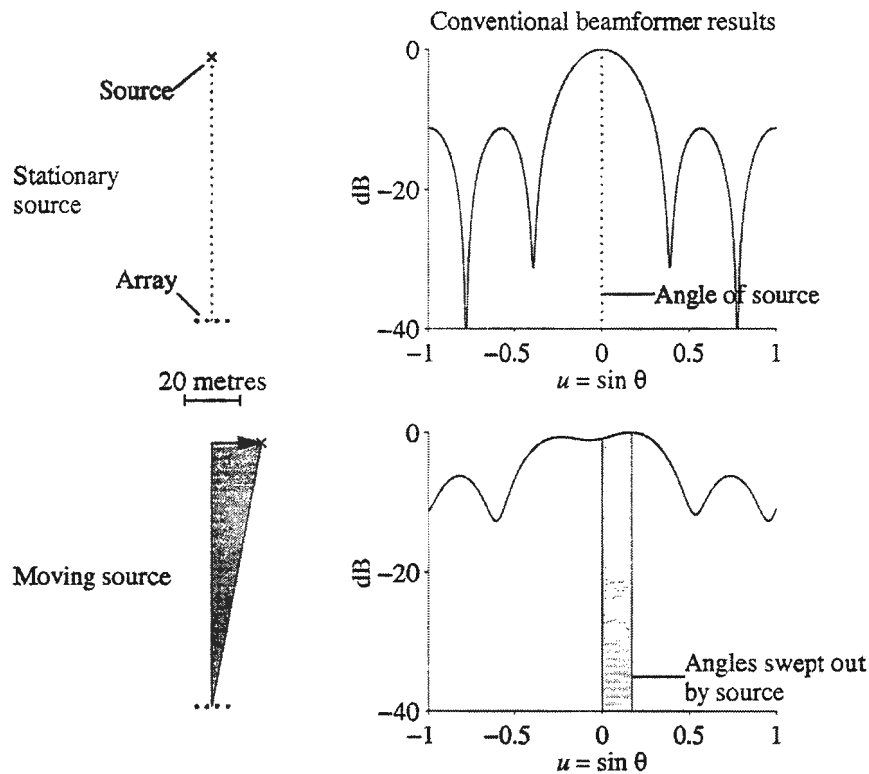 Conventional beamformer results
Source
Stationary
source
Array
0
dB
−20
−40
Angle of source
−1
−0.5
0
0.5
1
u = sin θ
20 metres
Moving source
0
dB
−20
−40
Angles swept out
by source
−1
−0.5
0
0.5
1
u = sin θ